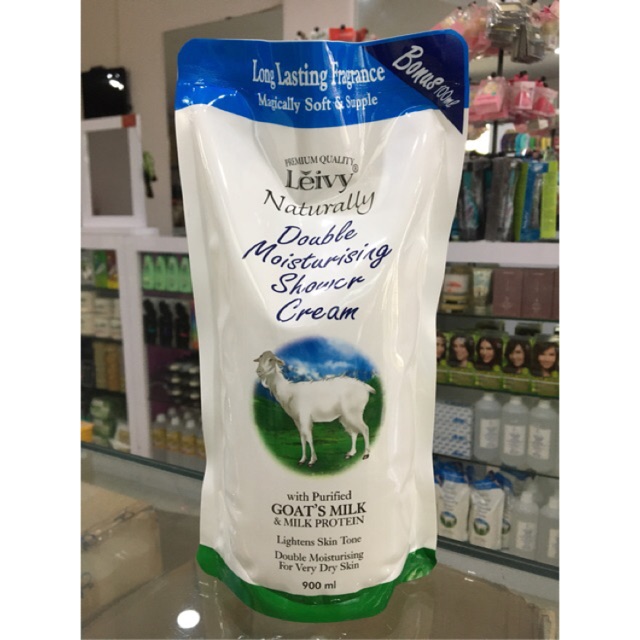 Long Lasting Fragrance
Magically Soft & Supple
Bonus 100ml
PREMIUM QUALITY
Lĕivy®
Naturally
Double
Moisturising
Shower
Cream
with Purified
GOAT'S MILK
& MILK PROTEIN
Lightens Skin Tone
Double Moisturising
For Very Dry Skin
900 ml